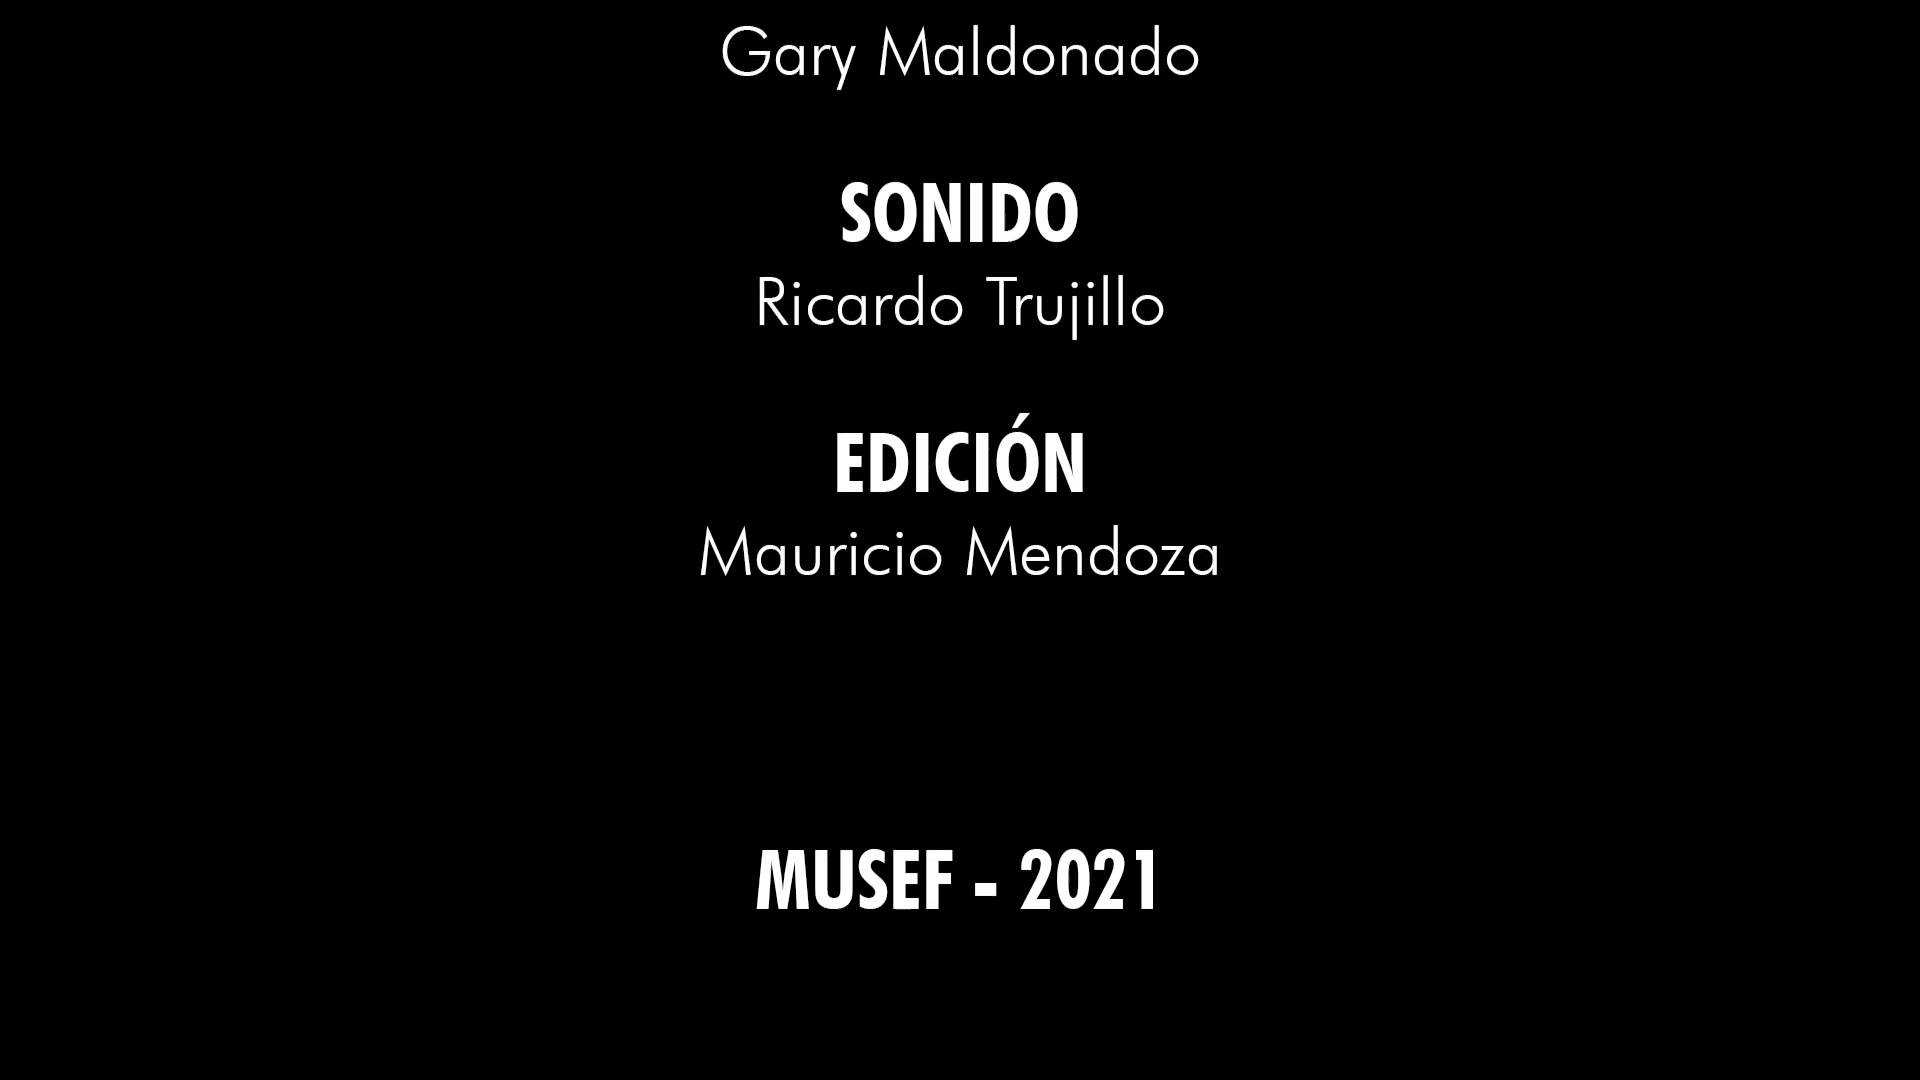 Gary Maldonado
SONIDO
Ricardo Trujillo
EDICIÓN
Mauricio Mendoza
MUSEF - 2021